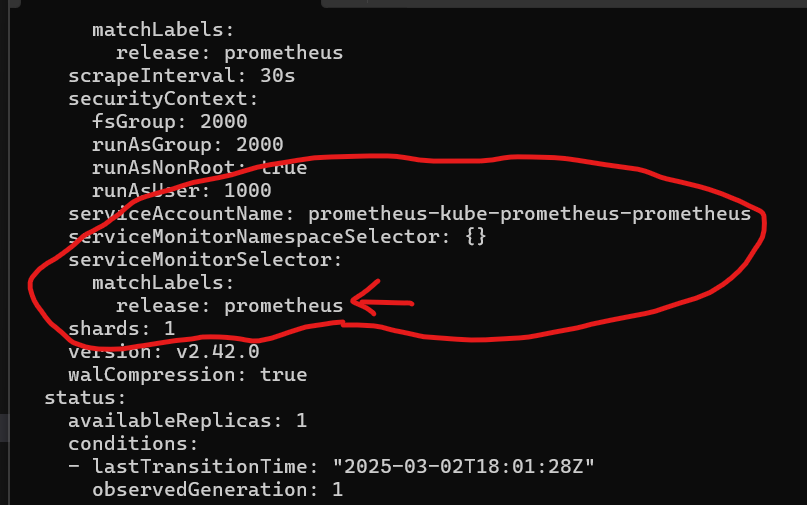 matchLabels:
release: prometheus
scrapeInterval: 30s
securityContext:
fsGroup: 2000
runAsGroup: 2000
runAsNonRoot: true
runAsUser: 1000
serviceAccountName: prometheus-kube-prometheus-prometheus
serviceMonitorNamespaceSelector: {}
serviceMonitorSelector:
matchLabels:
release: prometheus
shards: 1
version: v2.42.0
walCompression: true
status:
availableReplicas: 1
conditions:
- lastTransitionTime: "2025-03-02T18:01:28Z"
observedGeneration: 1